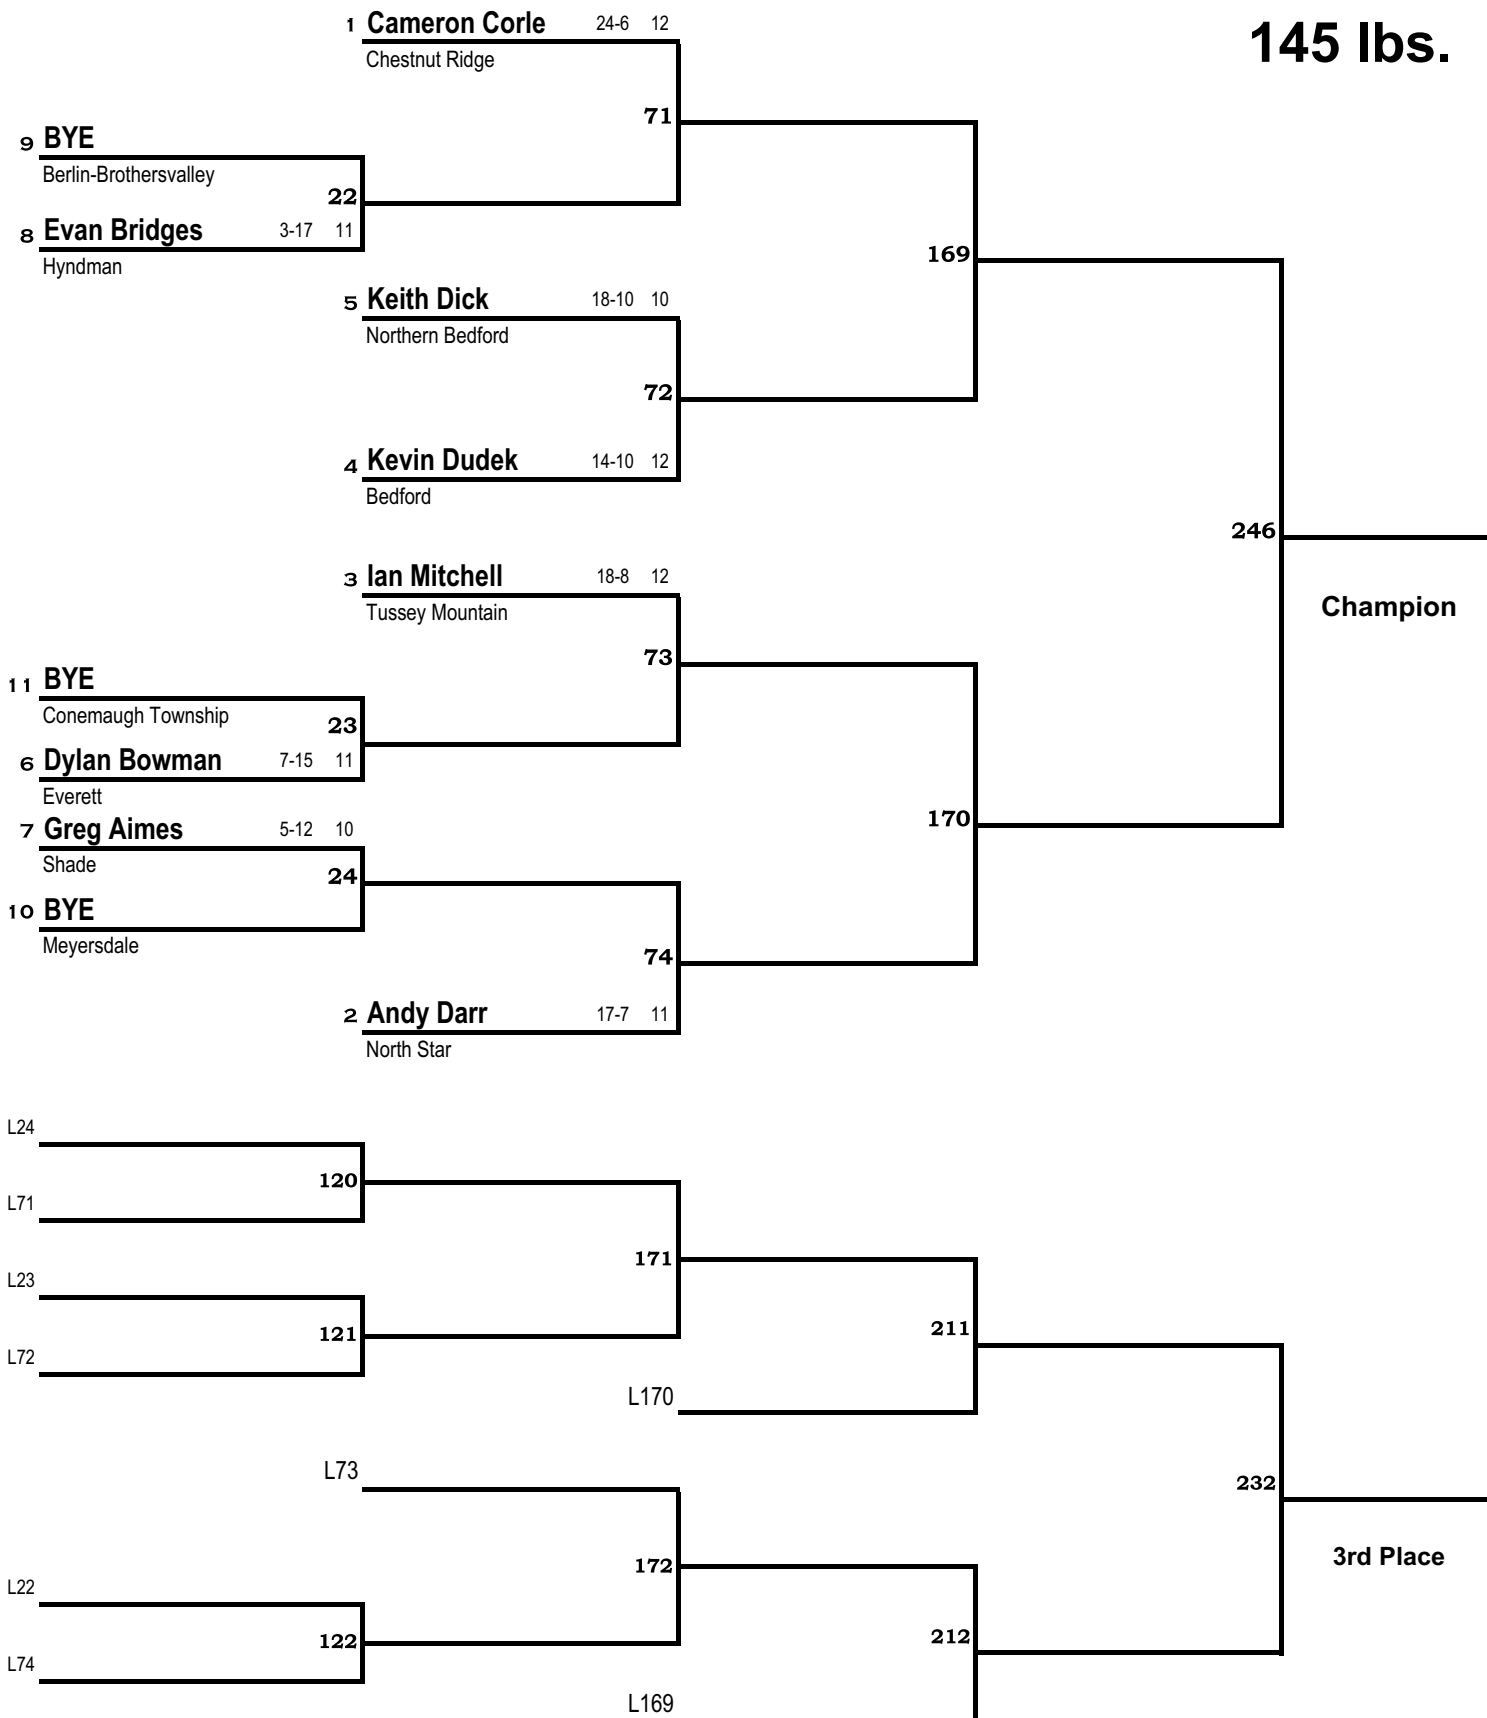 145 lbs.
1 Cameron Corle 24-6 12
Chestnut Ridge
71
9 BYE
Berlin-Brothersvalley
22
8 Evan Bridges 3-17 11
Hyndman
169
5 Keith Dick 18-10 10
Northern Bedford
72
4 Kevin Dudek 14-10 12
Bedford
246
Champion
3 Ian Mitchell 18-8 12
Tussey Mountain
73
11 BYE
Conemaugh Township
23
6 Dylan Bowman 7-15 11
Everett
7 Greg Aimes 5-12 10
Shade
170
24
10 BYE
Meyersdale
74
2 Andy Darr 17-7 11
North Star
L24
120
L71
171
L23
121
L72
211
L170
L73
232
3rd Place
172
L22
122
L74
212
L169